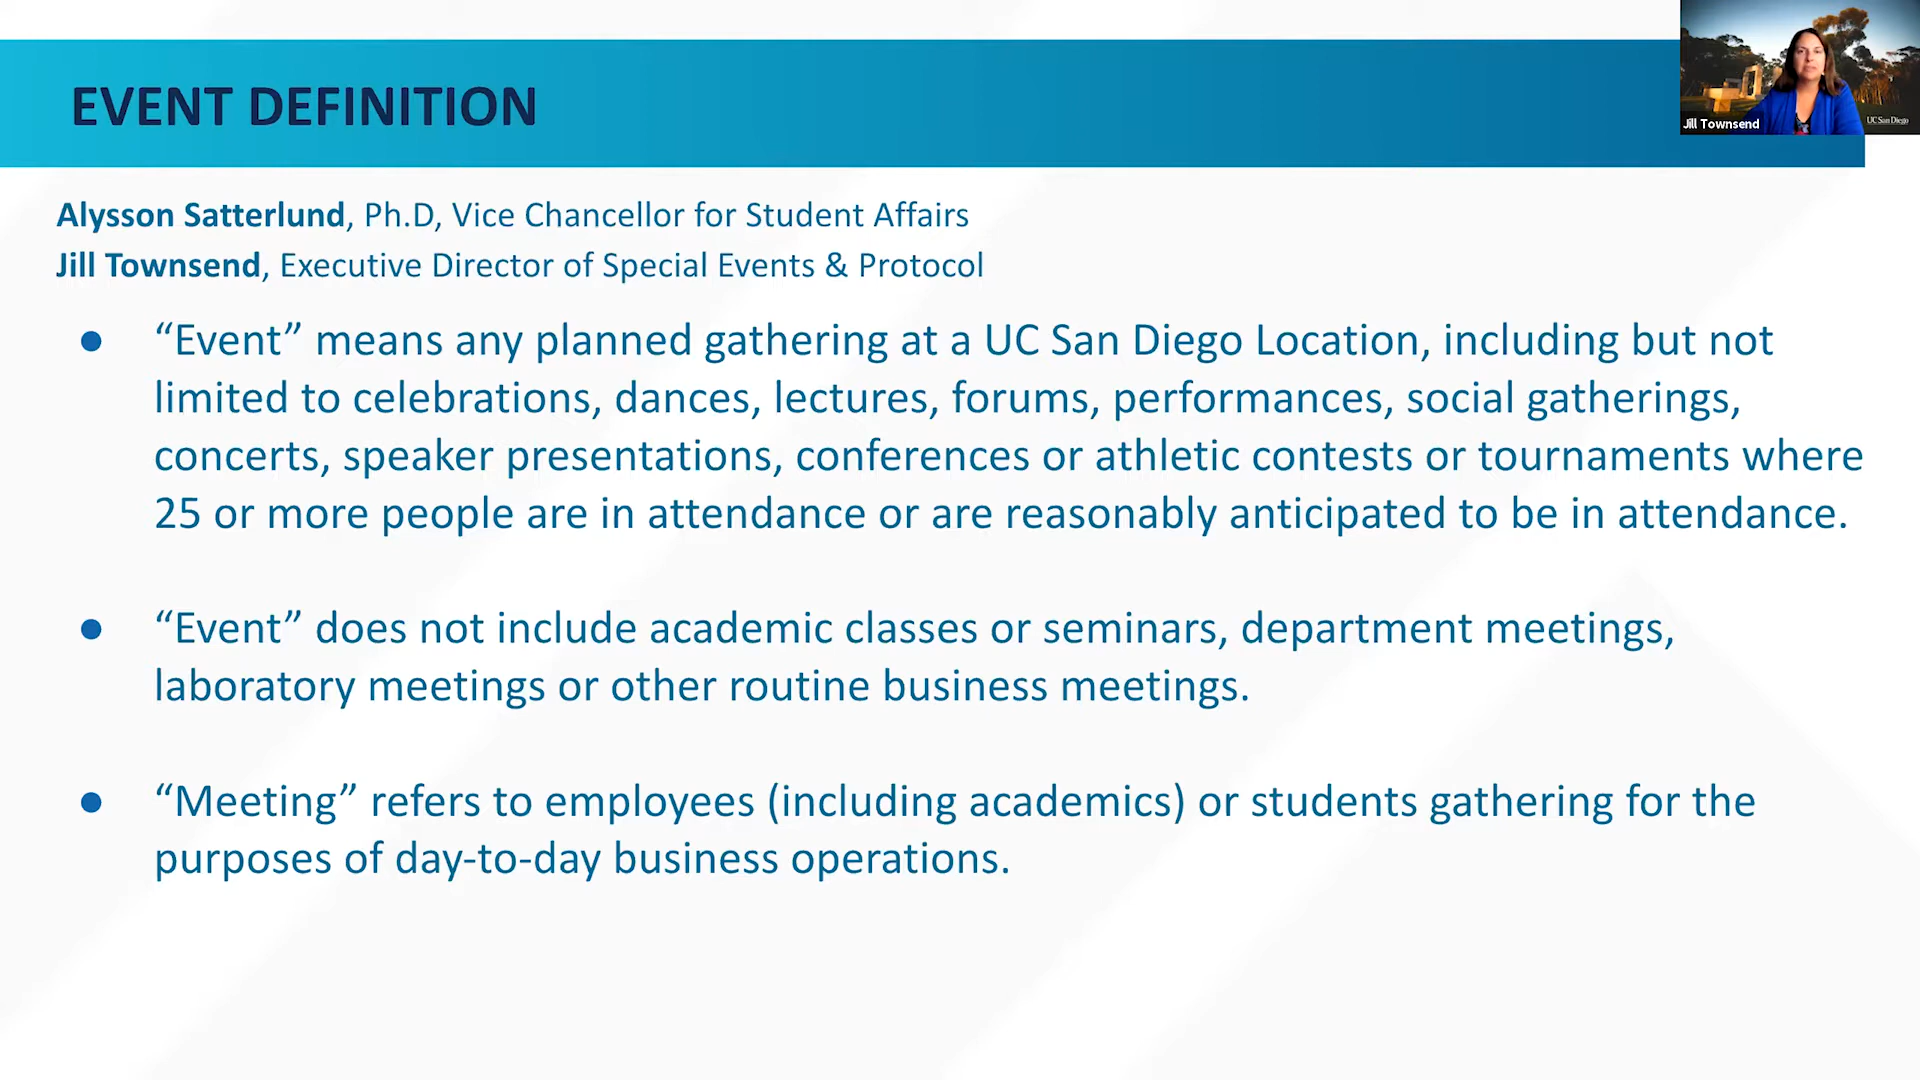 EVENT DEFINITION
Jill Townsend
UC San Diego
Alysson Satterlund, Ph.D, Vice Chancellor for Student Affairs
Jill Townsend, Executive Director of Special Events & Protocol
● “Event” means any planned gathering at a UC San Diego Location, including but not
limited to celebrations, dances, lectures, forums, performances, social gatherings,
concerts, speaker presentations, conferences or athletic contests or tournaments where
25 or more people are in attendance or are reasonably anticipated to be in attendance.
● “Event” does not include academic classes or seminars, department meetings,
laboratory meetings or other routine business meetings.
● “Meeting” refers to employees (including academics) or students gathering for the
purposes of day-to-day business operations.